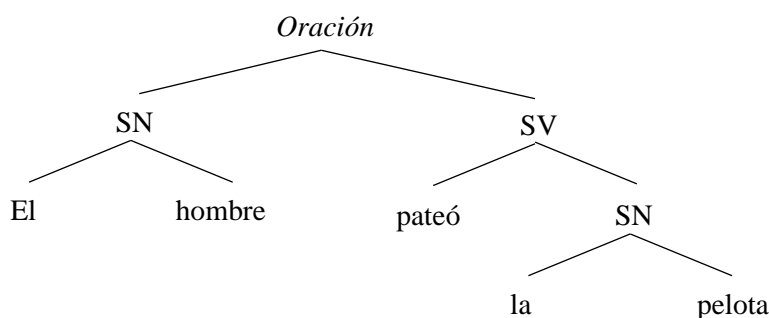 Oración
SN SV
El hombre pateó SN
la pelota